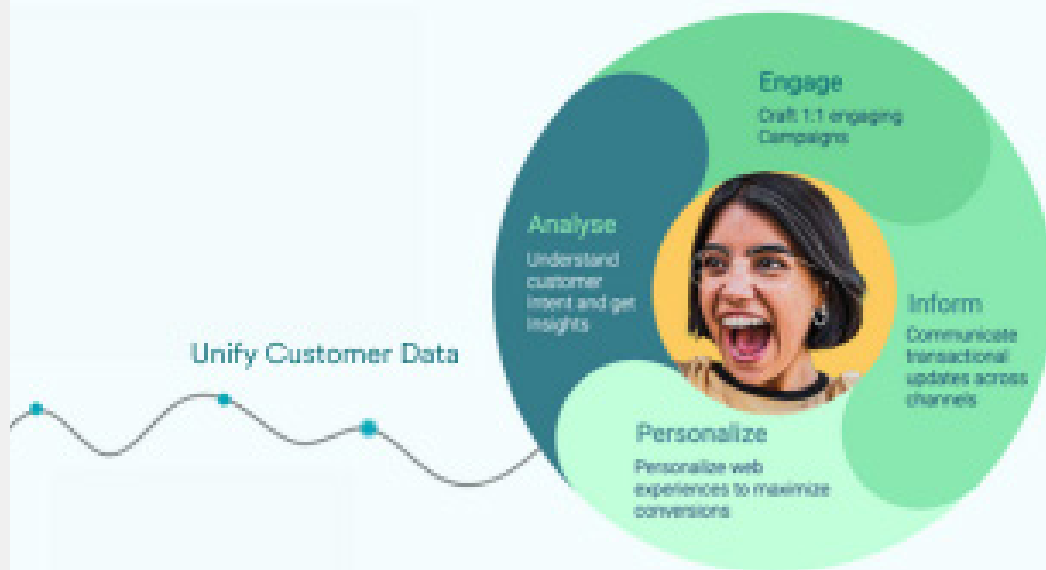 Engage
Craft 1:1 engaging
Campaigns
Analyse
Understand
customer
intent and get
Insights
Inform
Communicate
transactional
updates across
channels
Unify Customer Data
Personalize
Personalize web
experiences to maximize
conversions